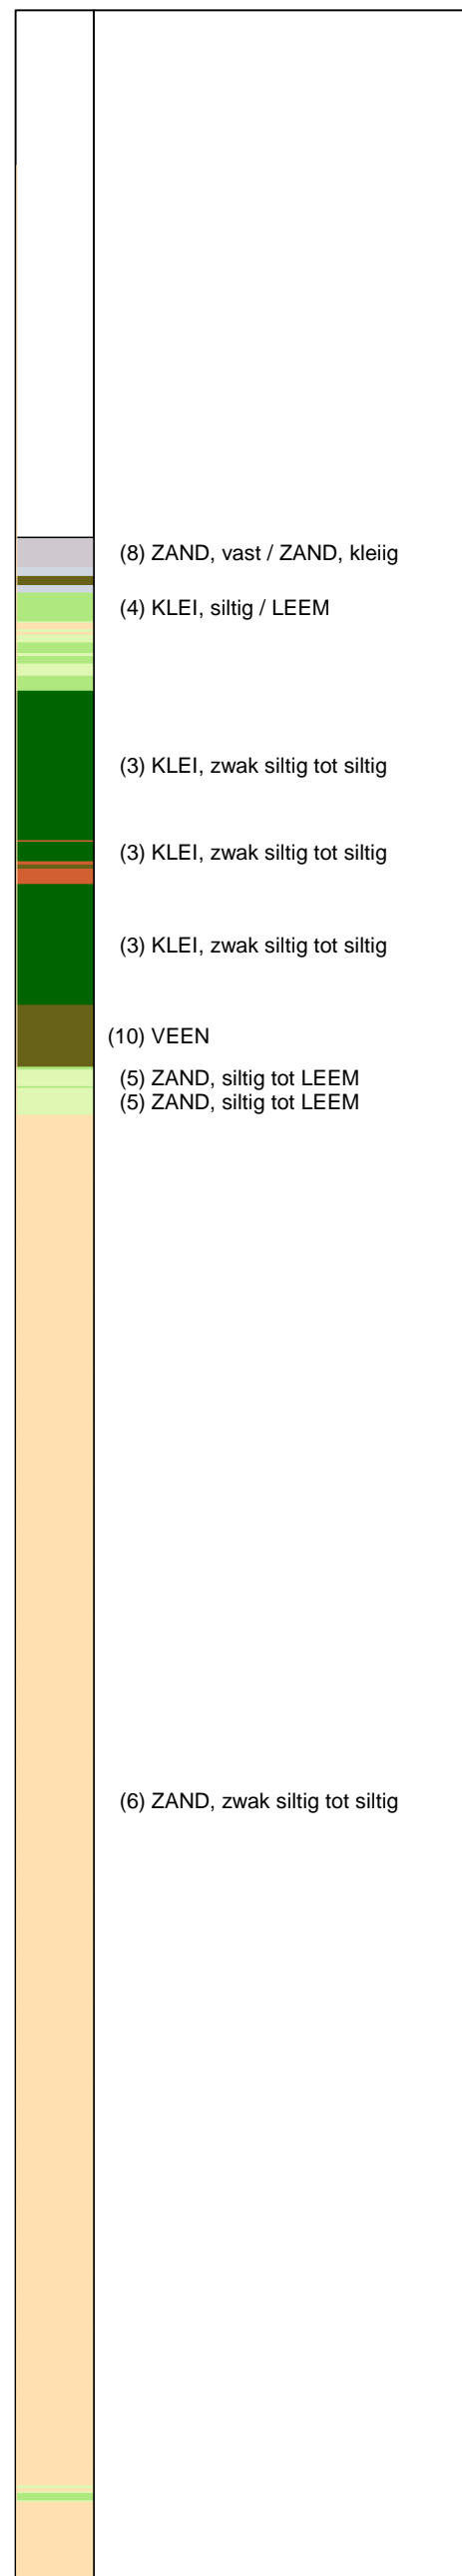 (8) ZAND, vast / ZAND, kleiig
(4) KLEI, siltig / LEEM
(3) KLEI, zwak siltig tot siltig
(3) KLEI, zwak siltig tot siltig
(3) KLEI, zwak siltig tot siltig
(10) VEEN
(5) ZAND, siltig tot LEEM
(5) ZAND, siltig tot LEEM
(6) ZAND, zwak siltig tot siltig